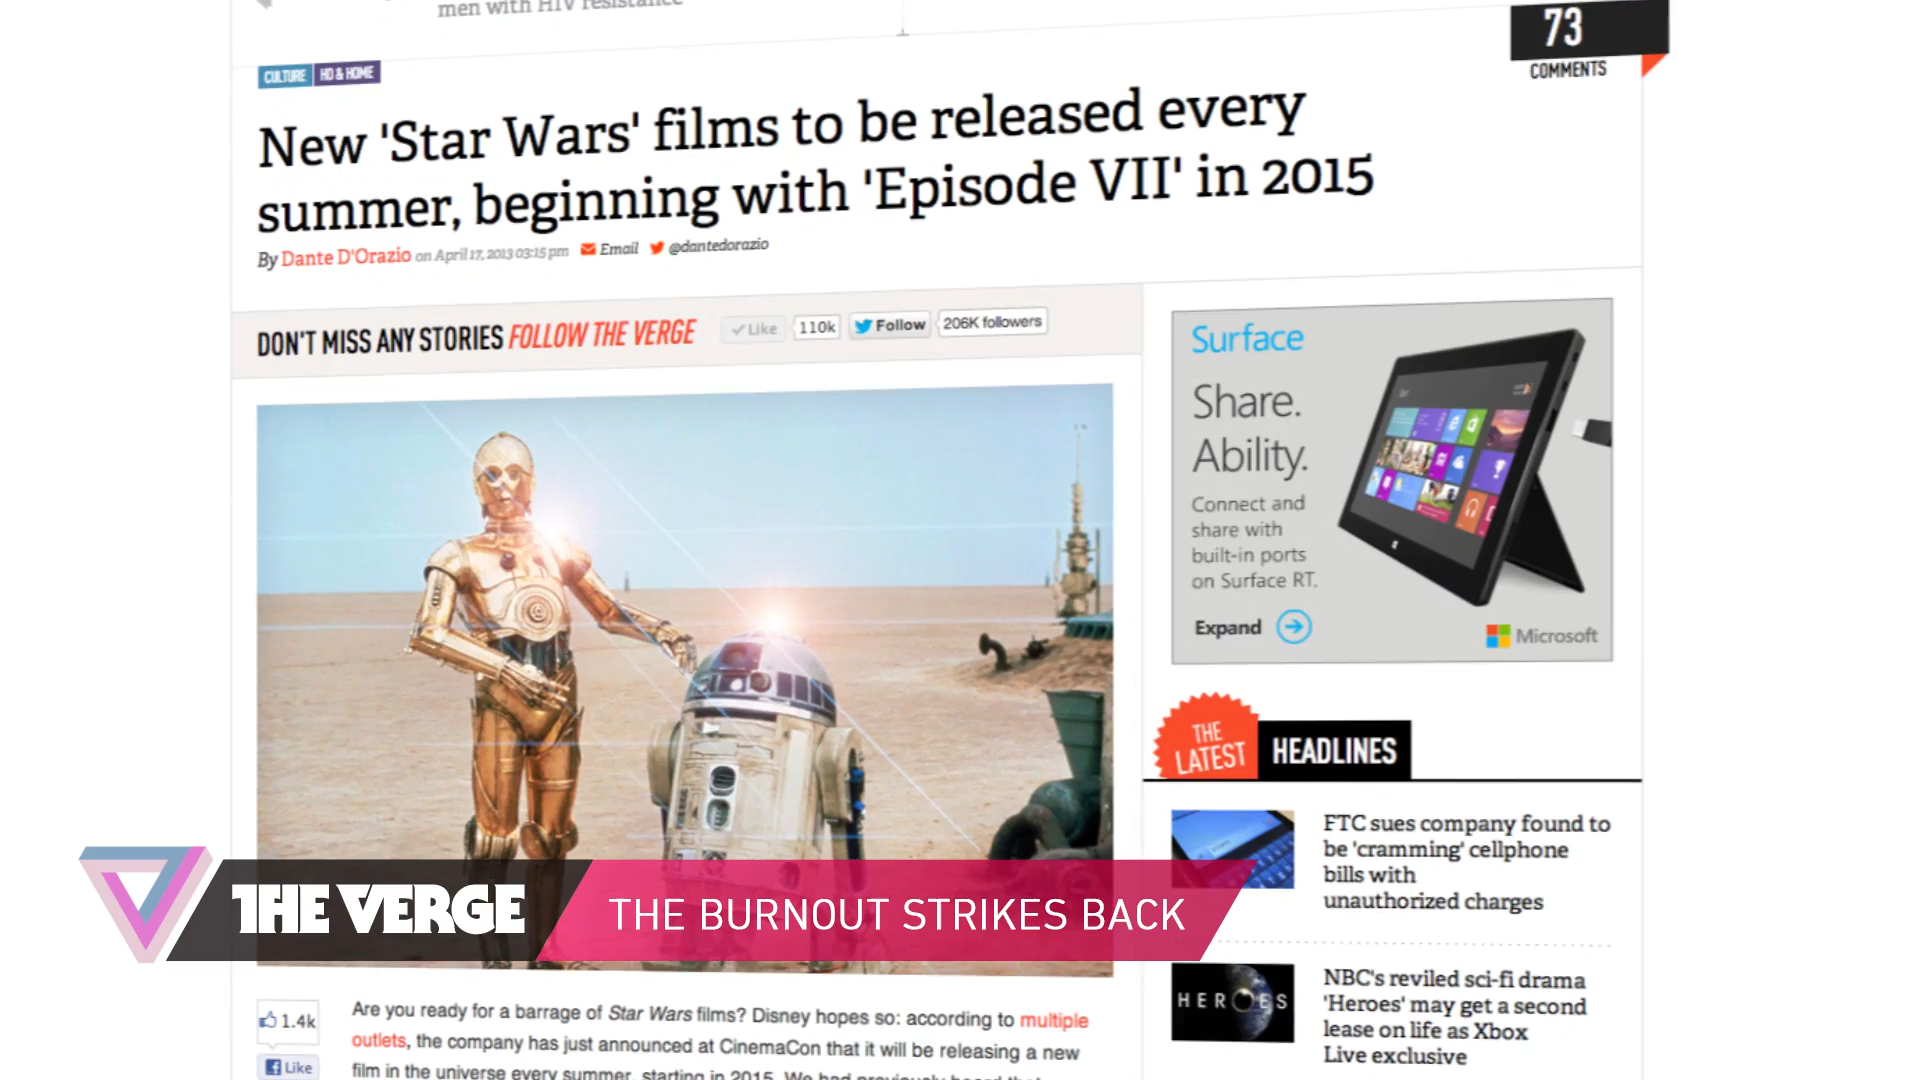 men with HIV resistance
73
COMMENTS
CULTURE HD & HOME
New 'Star Wars' films to be released every
summer, beginning with 'Episode VII' in 2015
By Dante D'Orazio on April 17, 2013 03:15 pm Email @dantedorazio
DON'T MISS ANY STORIES FOLLOW THE VERGE Like 110k Follow 206K followers
Surface
Share.
Ability.
Connect and
share with
built-in ports
on Surface RT.
Expand
Microsoft
THE
LATEST
HEADLINES
FTC sues company found to
be 'cramming' cellphone
bills with
unauthorized charges
HEROES
NBC's reviled sci-fi drama
'Heroes' may get a second
lease on life as Xbox
Live exclusive
THE VERGE
THE BURNOUT STRIKES BACK
1.4k
Like
Are you ready for a barrage of Star Wars films? Disney hopes so: according to multiple
outlets, the company has just announced at CinemaCon that it will be releasing a new
film in the universe every summer, starting in 2015. We had previously heard that